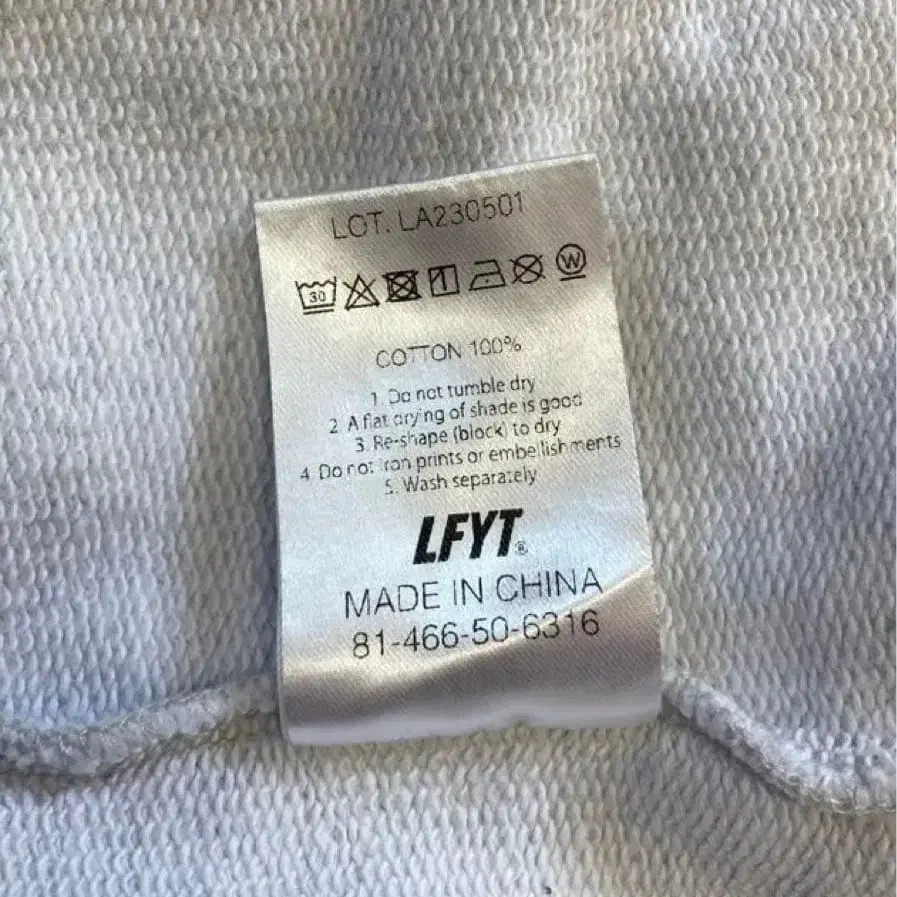 LOT. LA230501
30 W
COTTON 100%
1. Do not tumble dry
2. A flat drying of shade is good
3. Re-shape (block) to dry
4. Do not iron prints or embellishments
5. Wash separately
LFYT®
MADE IN CHINA
81-466-50-6316